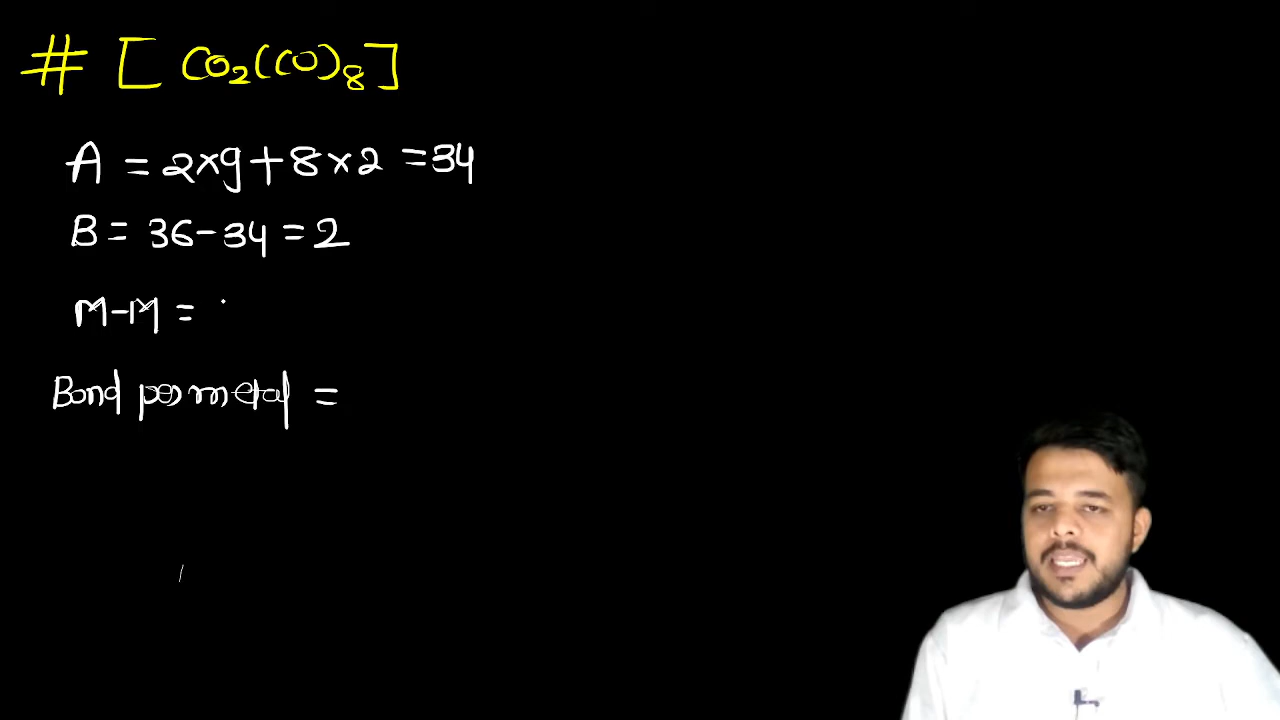 # [CO₂(CO)₈]
A = 2×9+8×2 =34
B = 36-34 = 2
M-M =
Bond per metal =